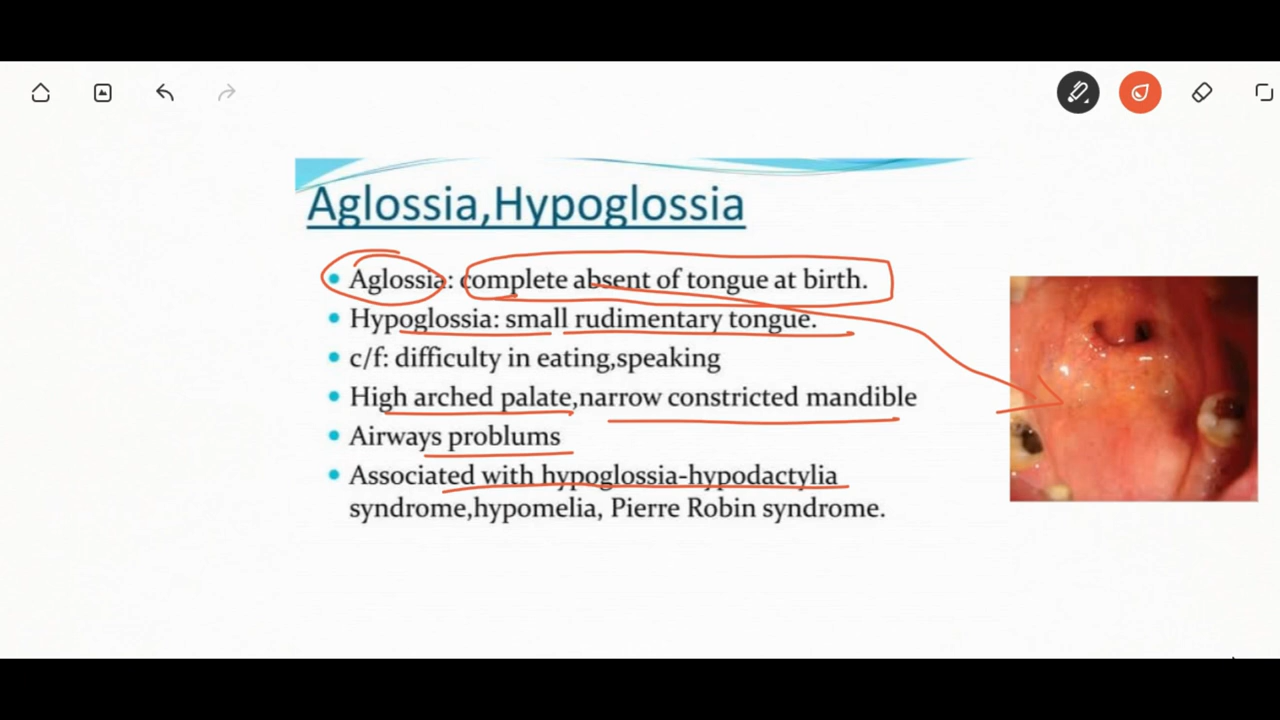 Aglossia,Hypoglossia
Aglossia: complete absent of tongue at birth.
Hypoglossia: small rudimentary tongue.
c/f: difficulty in eating,speaking
High arched palate,narrow constricted mandible
Airways problums
Associated with hypoglossia-hypodactylia
syndrome,hypomelia, Pierre Robin syndrome.